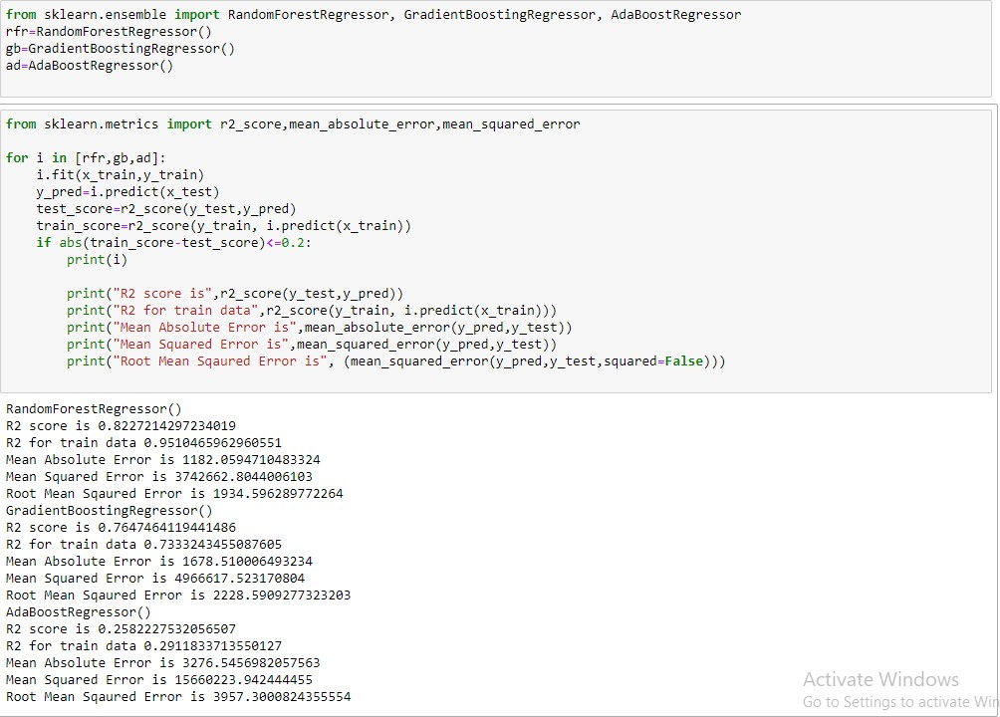 from sklearn.ensemble import RandomForestRegressor, GradientBoostingRegressor, AdaBoostRegressor
rfr=RandomForestRegressor()
gb=GradientBoostingRegressor()
ad=AdaBoostRegressor()
from sklearn.metrics import r2_score,mean_absolute_error,mean_squared_error
for i in [rfr,gb,ad]:
    i.fit(x_train,y_train)
    y_pred=i.predict(x_test)
    test_score=r2_score(y_test,y_pred)
    train_score=r2_score(y_train, i.predict(x_train))
    if abs(train_score-test_score)<=0.2:
        print(i)
        print("R2 score is",r2_score(y_test,y_pred))
        print("R2 for train data",r2_score(y_train, i.predict(x_train)))
        print("Mean Absolute Error is",mean_absolute_error(y_pred,y_test))
        print("Mean Squared Error is",mean_squared_error(y_pred,y_test))
        print("Root Mean Sqaured Error is", (mean_squared_error(y_pred,y_test,squared=False)))
RandomForestRegressor()
R2 score is 0.8227214297234019
R2 for train data 0.9510465962960551
Mean Absolute Error is 1182.0594710483324
Mean Squared Error is 3742662.8044006103
Root Mean Sqaured Error is 1934.596289772264
GradientBoostingRegressor()
R2 score is 0.7647464119441486
R2 for train data 0.7333243455087605
Mean Absolute Error is 1678.510006493234
Mean Squared Error is 4966617.523170804
Root Mean Sqaured Error is 2228.5909277323203
AdaBoostRegressor()
R2 score is 0.2582227532056507
R2 for train data 0.2911833713550127
Mean Absolute Error is 3276.5456982057563
Mean Squared Error is 15660223.942444455
Root Mean Sqaured Error is 3957.3000824355554
Activate Windows
Go to Settings to activate Win